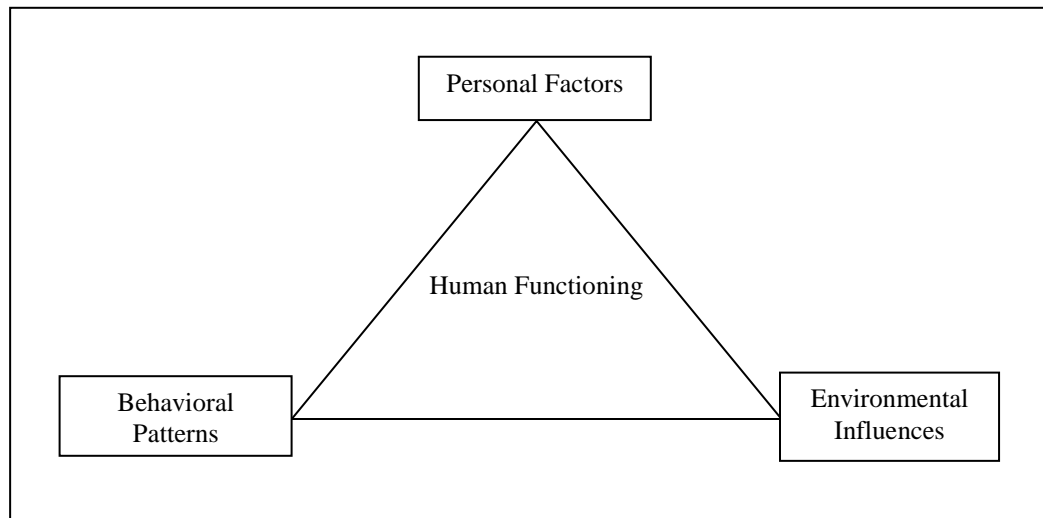 Personal Factors
Human Functioning
Behavioral
Patterns
Environmental
Influences